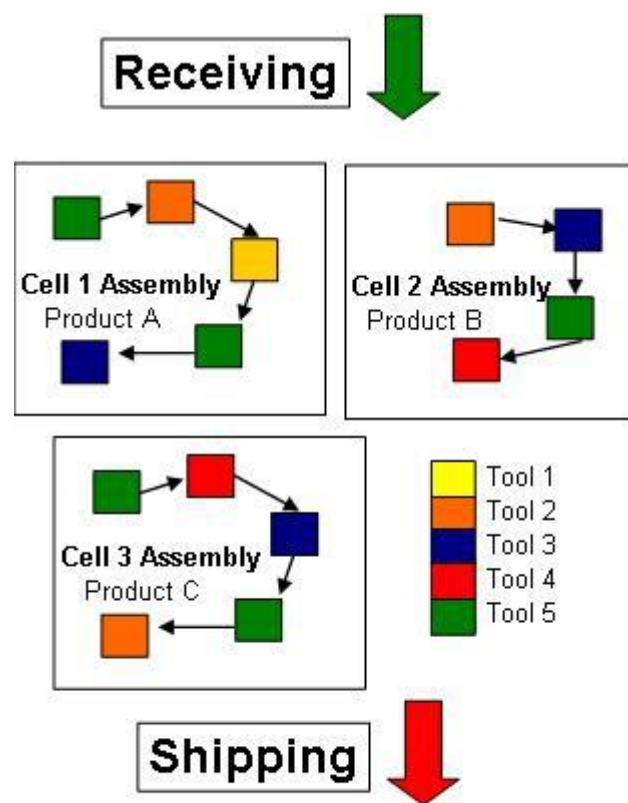 Receiving
Cell 1 Assembly
Product A
Cell 2 Assembly
Product B
Cell 3 Assembly
Product C
Tool 1
Tool 2
Tool 3
Tool 4
Tool 5
Shipping